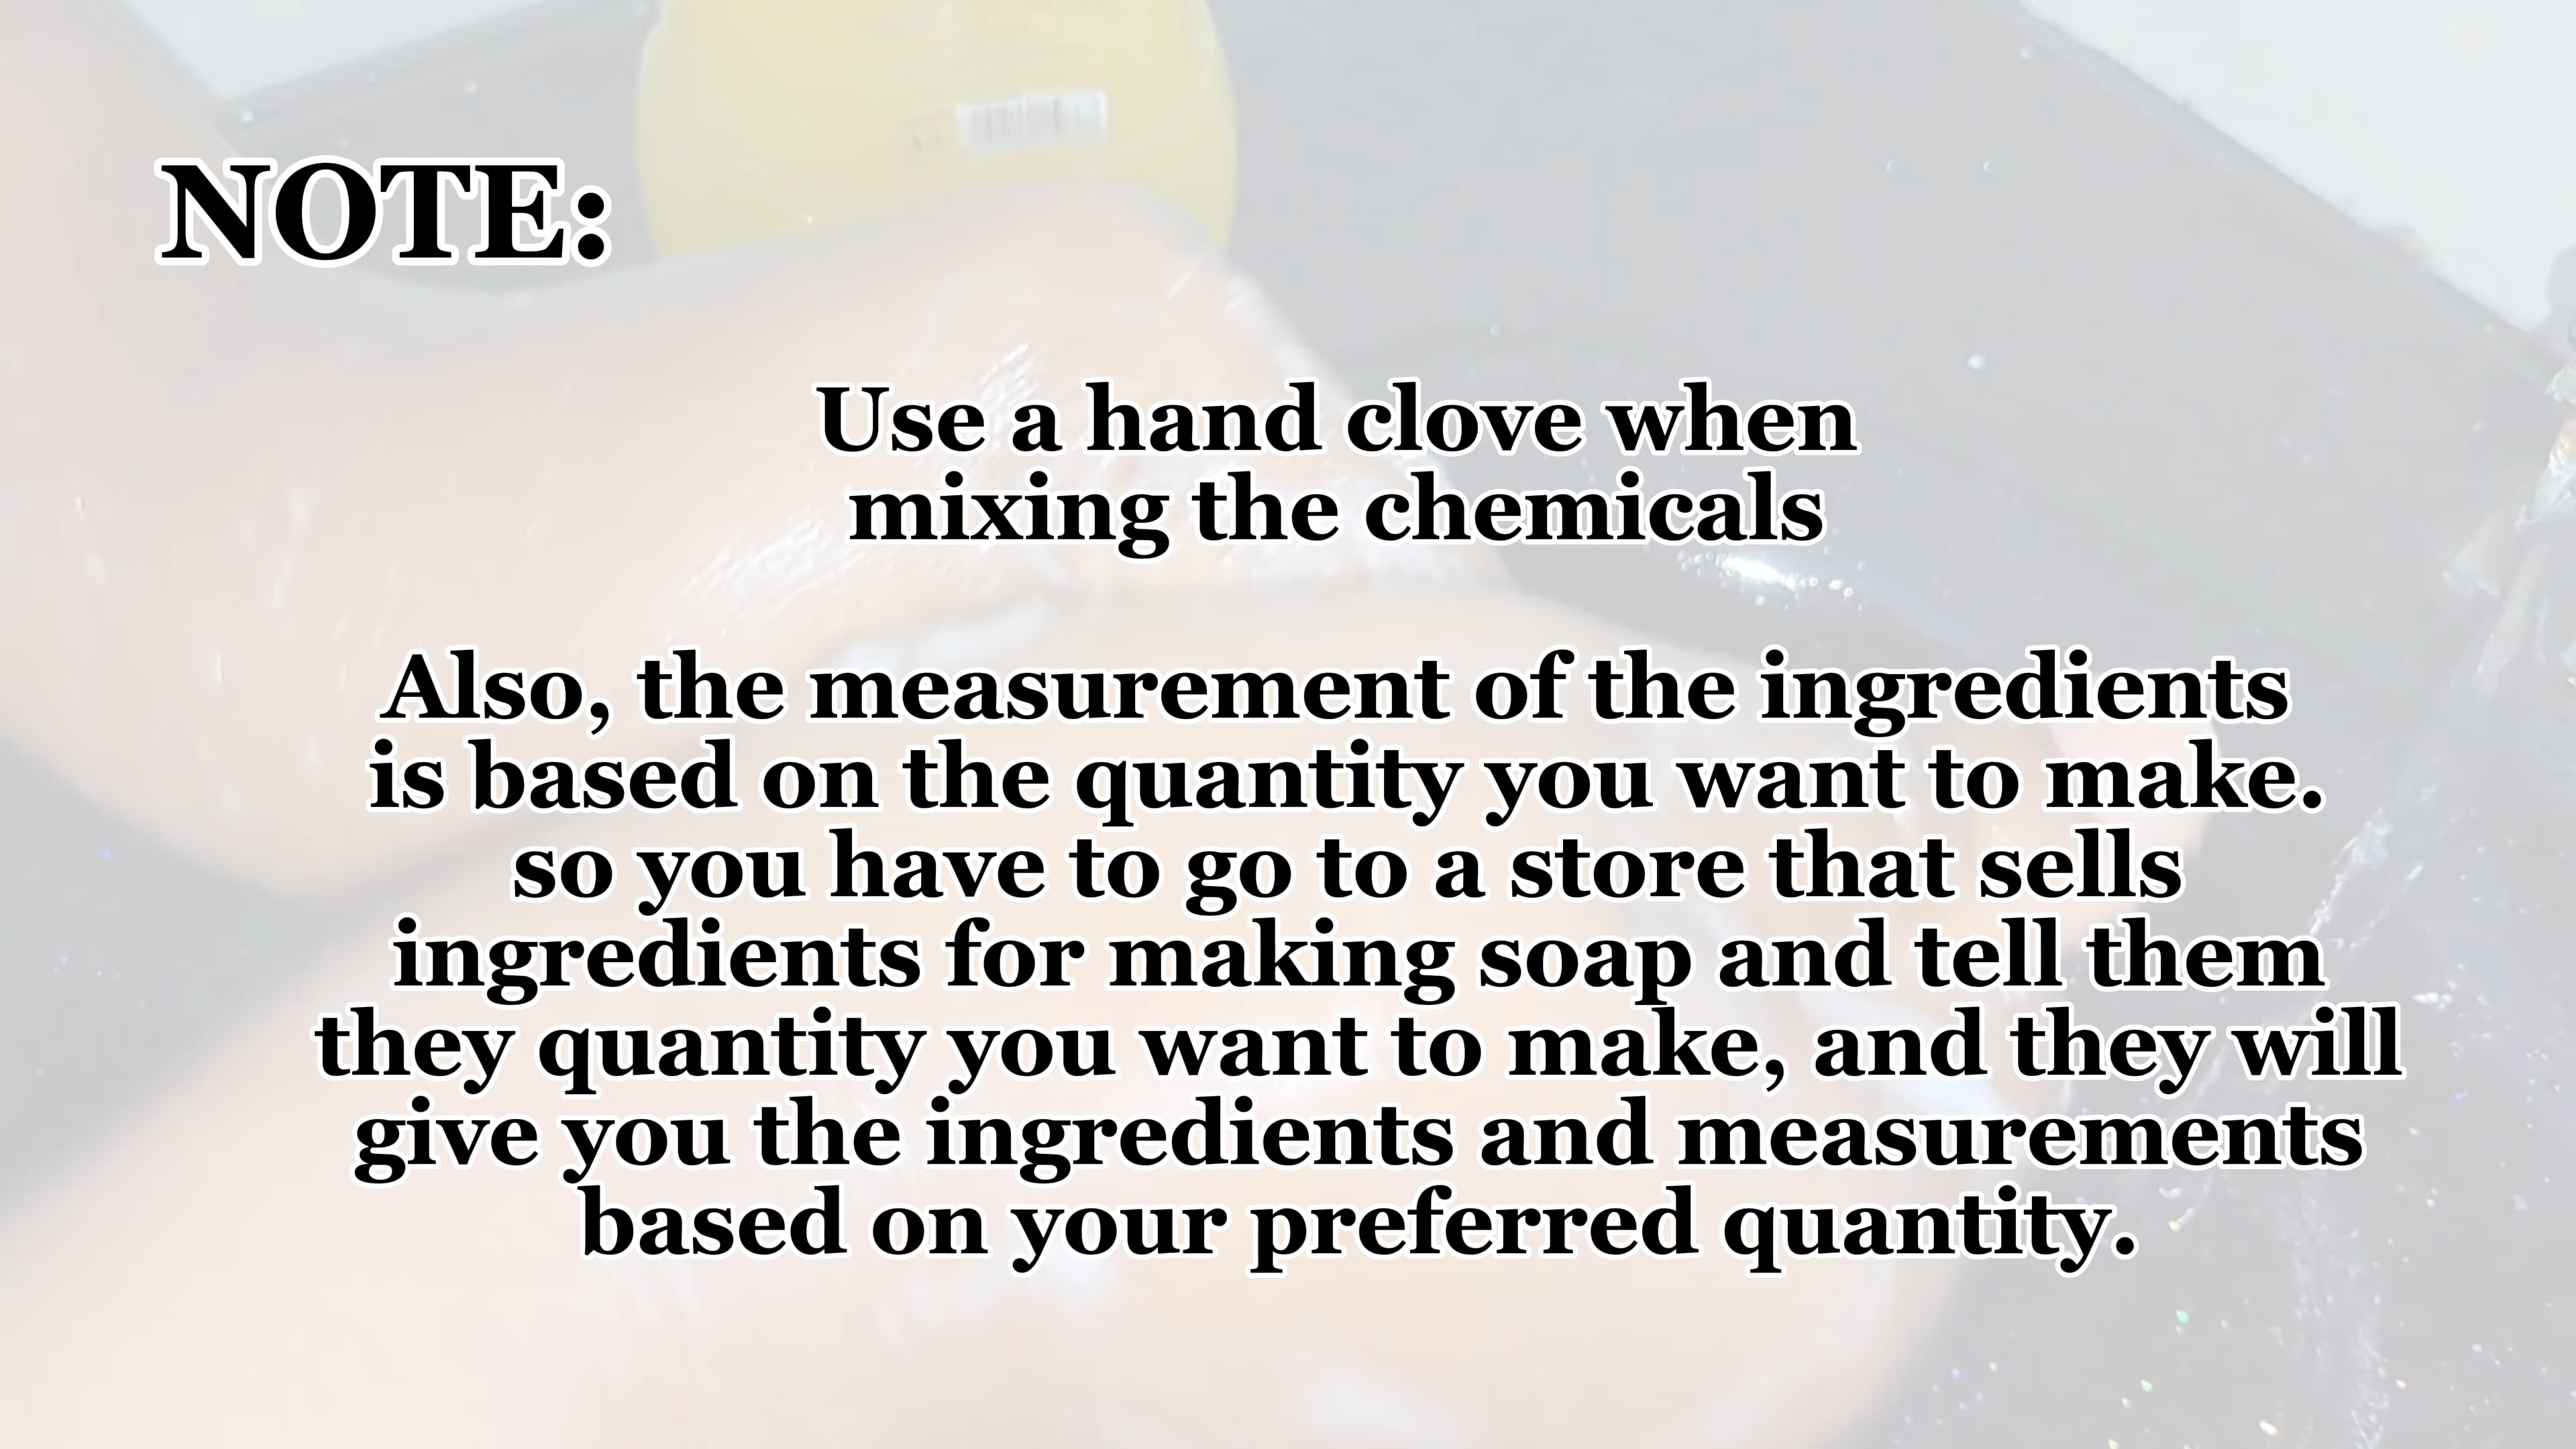 NOTE:
Use a hand clove when
mixing the chemicals
Also, the measurement of the ingredients
is based on the quantity you want to make.
so you have to go to a store that sells
ingredients for making soap and tell them
they quantity you want to make, and they will
give you the ingredients and measurements
based on your preferred quantity.